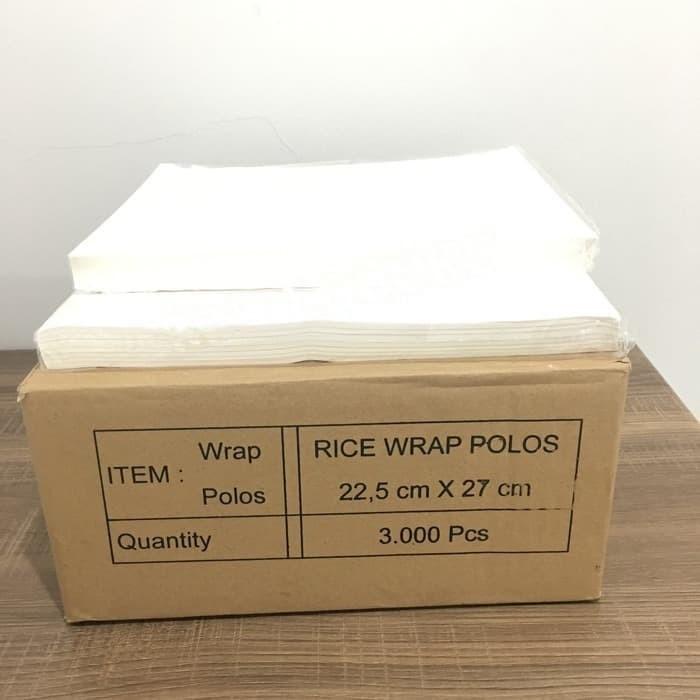 ITEM :
Wrap
Polos
RICE WRAP POLOS
22,5 cm X 27 cm
Quantity
3.000 Pcs